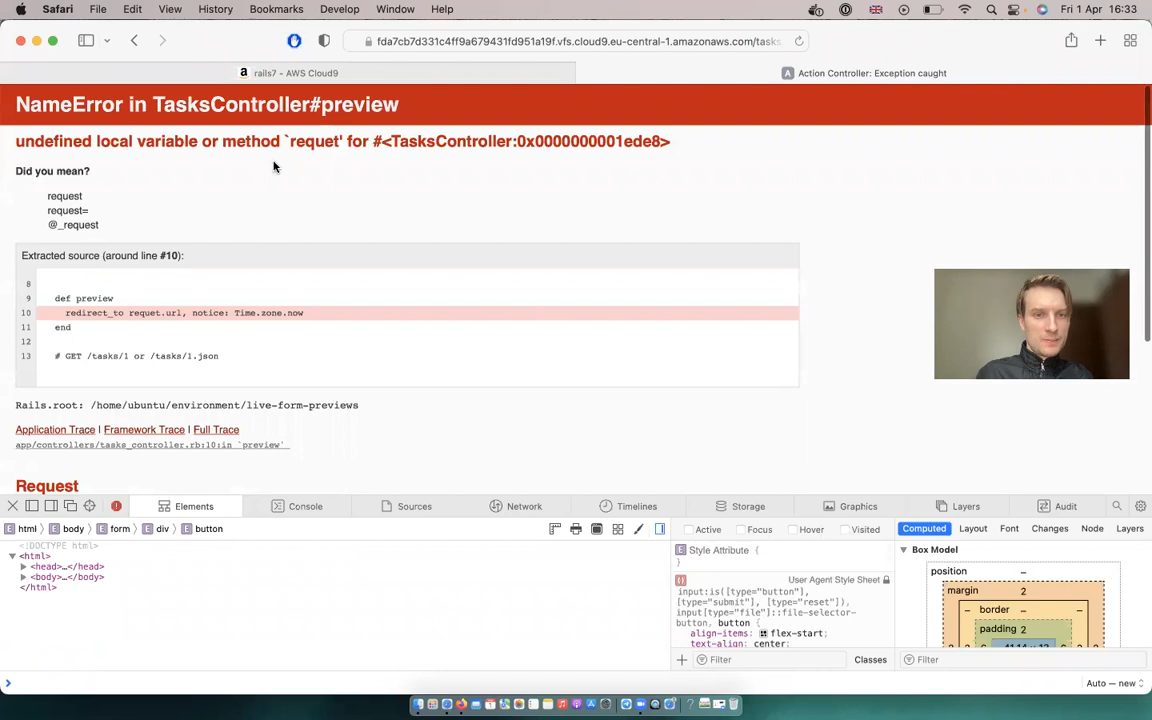 Safari File Edit View History Bookmarks Develop Window Help Fri 1 Apr 16:33
fda7cb7d331c4ff9a679431fd951a19f.vfs.cloud9.eu-central-1.amazonaws.com/tasks
rails7 - AWS Cloud9
A Action Controller: Exception caught
NameError in TasksController#preview
undefined local variable or method `requet' for #<TasksController:0x0000000001ede8>
Did you mean?
request
request=
@_request
Extracted source (around line #10):
8
9 def preview
10 redirect_to requet.url, notice: Time.zone.now
11 end
12
13 # GET /tasks/1 or /tasks/1.json
Rails.root: /home/ubuntu/environment/live-form-previews
Application Trace | Framework Trace | Full Trace
app/controllers/tasks_controller.rb:10:in `preview'
Request
Elements Console Sources Network Timelines Storage Graphics Layers Audit
E html E body E form E div E button
Active Focus Hover Visited
Computed Layout Font Changes Node Layers
<!DOCTYPE html>
<html>
<head>…</head>
<body>…</body>
</html>
E Style Attribute {
}
User Agent Style Sheet
input:is([type="button"],
[type="submit"], [type="reset"]),
input[type="file"]::file-selector-
button, button {
align-items: flex-start;
text-align: center;
Box Model
position –
margin 2
– border – –
padding 2
Filter Classes
Filter
Auto — new